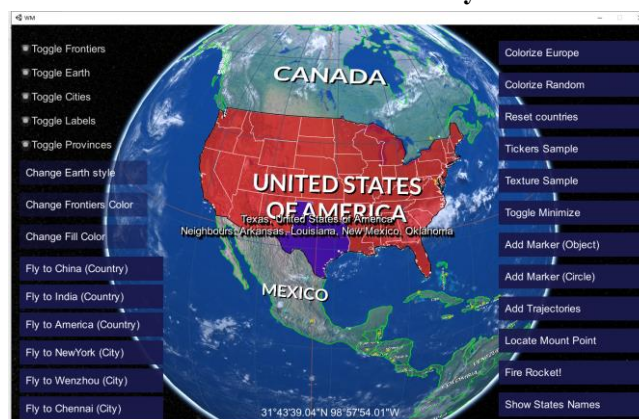 WM
Toggle Frontiers
Toggle Earth
Toggle Cities
Toggle Labels
Toggle Provinces
Change Earth style
Change Frontiers Color
Change Fill Color
Fly to China (Country)
Fly to India (Country)
Fly to America (Country)
Fly to NewYork (City)
Fly to Wenzhou (City)
Fly to Chennai (City)
CANADA
UNITED STATES
OF AMERICA
Texas, United States of America
Neighbours: Arkansas, Louisiana, New Mexico, Oklahoma
MEXICO
31°43'39.04"N 98°57'54.01"W
Colorize Europe
Colorize Random
Reset countries
Tickers Sample
Texture Sample
Toggle Minimize
Add Marker (Object)
Add Marker (Circle)
Add Trajectories
Locate Mount Point
Fire Rocket!
Show States Names